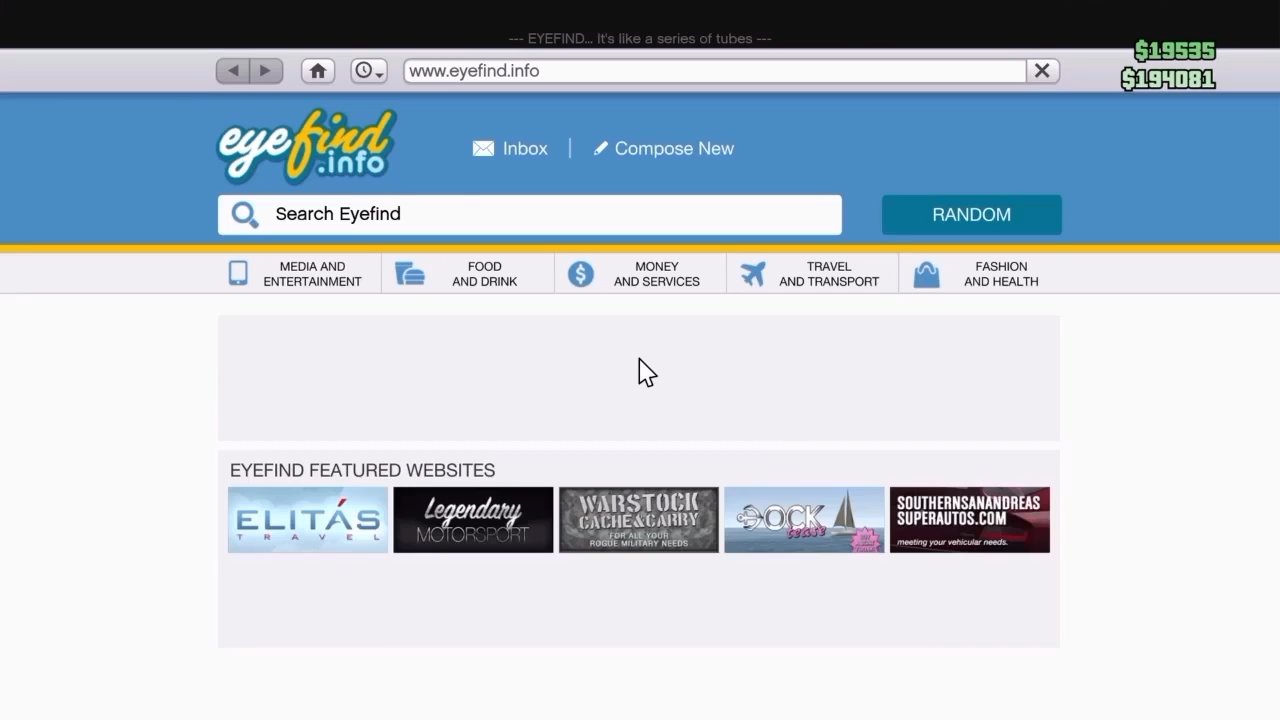 --- EYEFIND... It's like a series of tubes ---
$19535
$194081
www.eyefind.info
eyefind
.info
Inbox
Compose New
Search Eyefind
RANDOM
MEDIA AND
ENTERTAINMENT
FOOD
AND DRINK
MONEY
AND SERVICES
TRAVEL
AND TRANSPORT
FASHION
AND HEALTH
EYEFIND FEATURED WEBSITES
ELITÁS
TRAVEL
Legendary
MOTORSPORT
WARSTOCK
CACHE&CARRY
FOR ALL YOUR
ROGUE MILITARY NEEDS
DOCK
tease
SOUTHERNSANANDREAS
SUPERAUTOS.COM
meeting your vehicular needs.